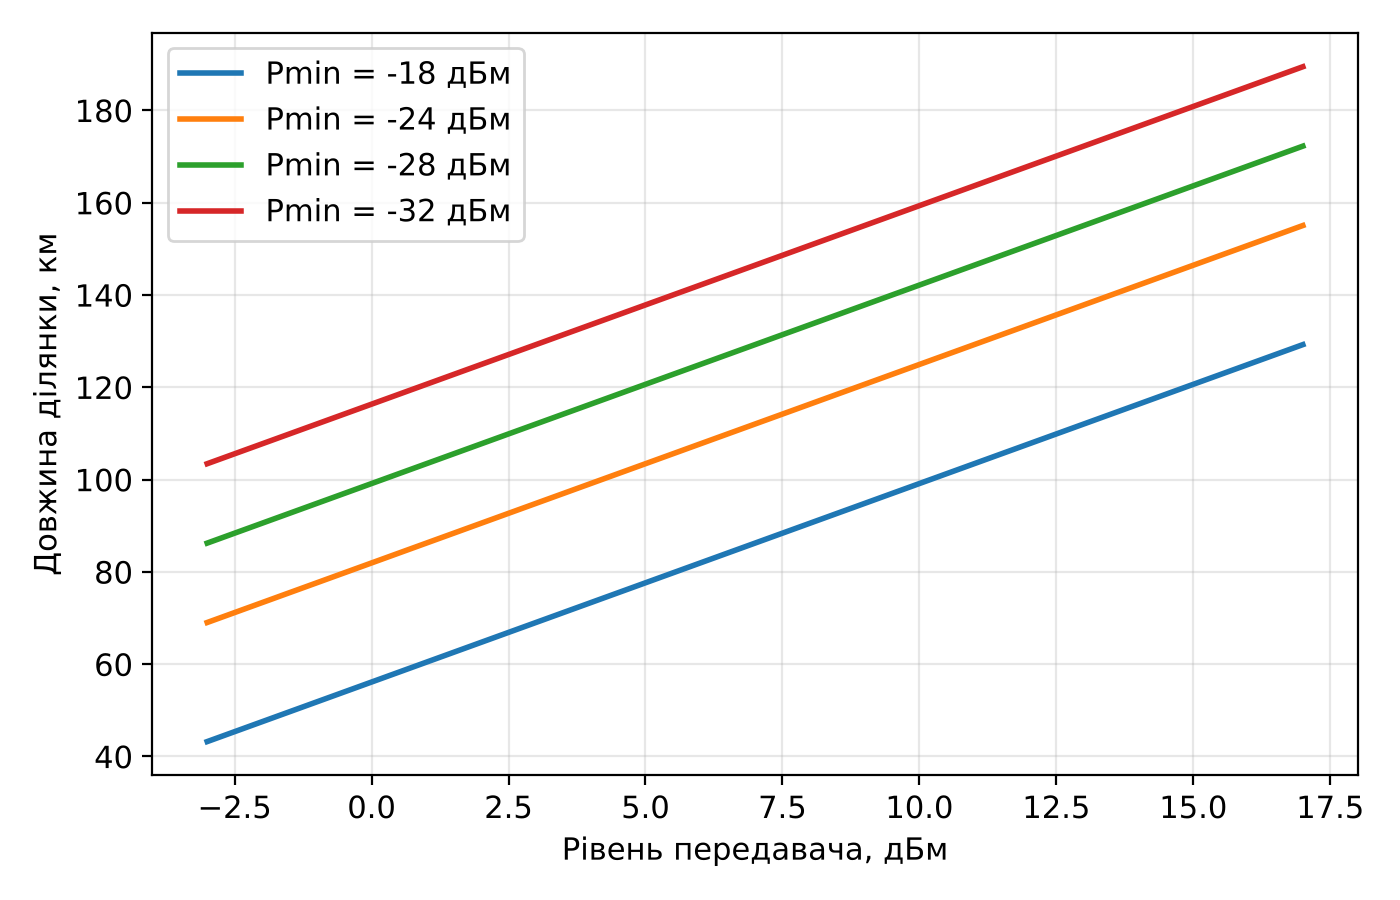 Pmin = -18 дБм
Pmin = -24 дБм
Pmin = -28 дБм
Pmin = -32 дБм
Довжина ділянки, км
180
160
140
120
100
80
60
40
−2.5 0.0 2.5 5.0 7.5 10.0 12.5 15.0 17.5
Рівень передавача, дБм